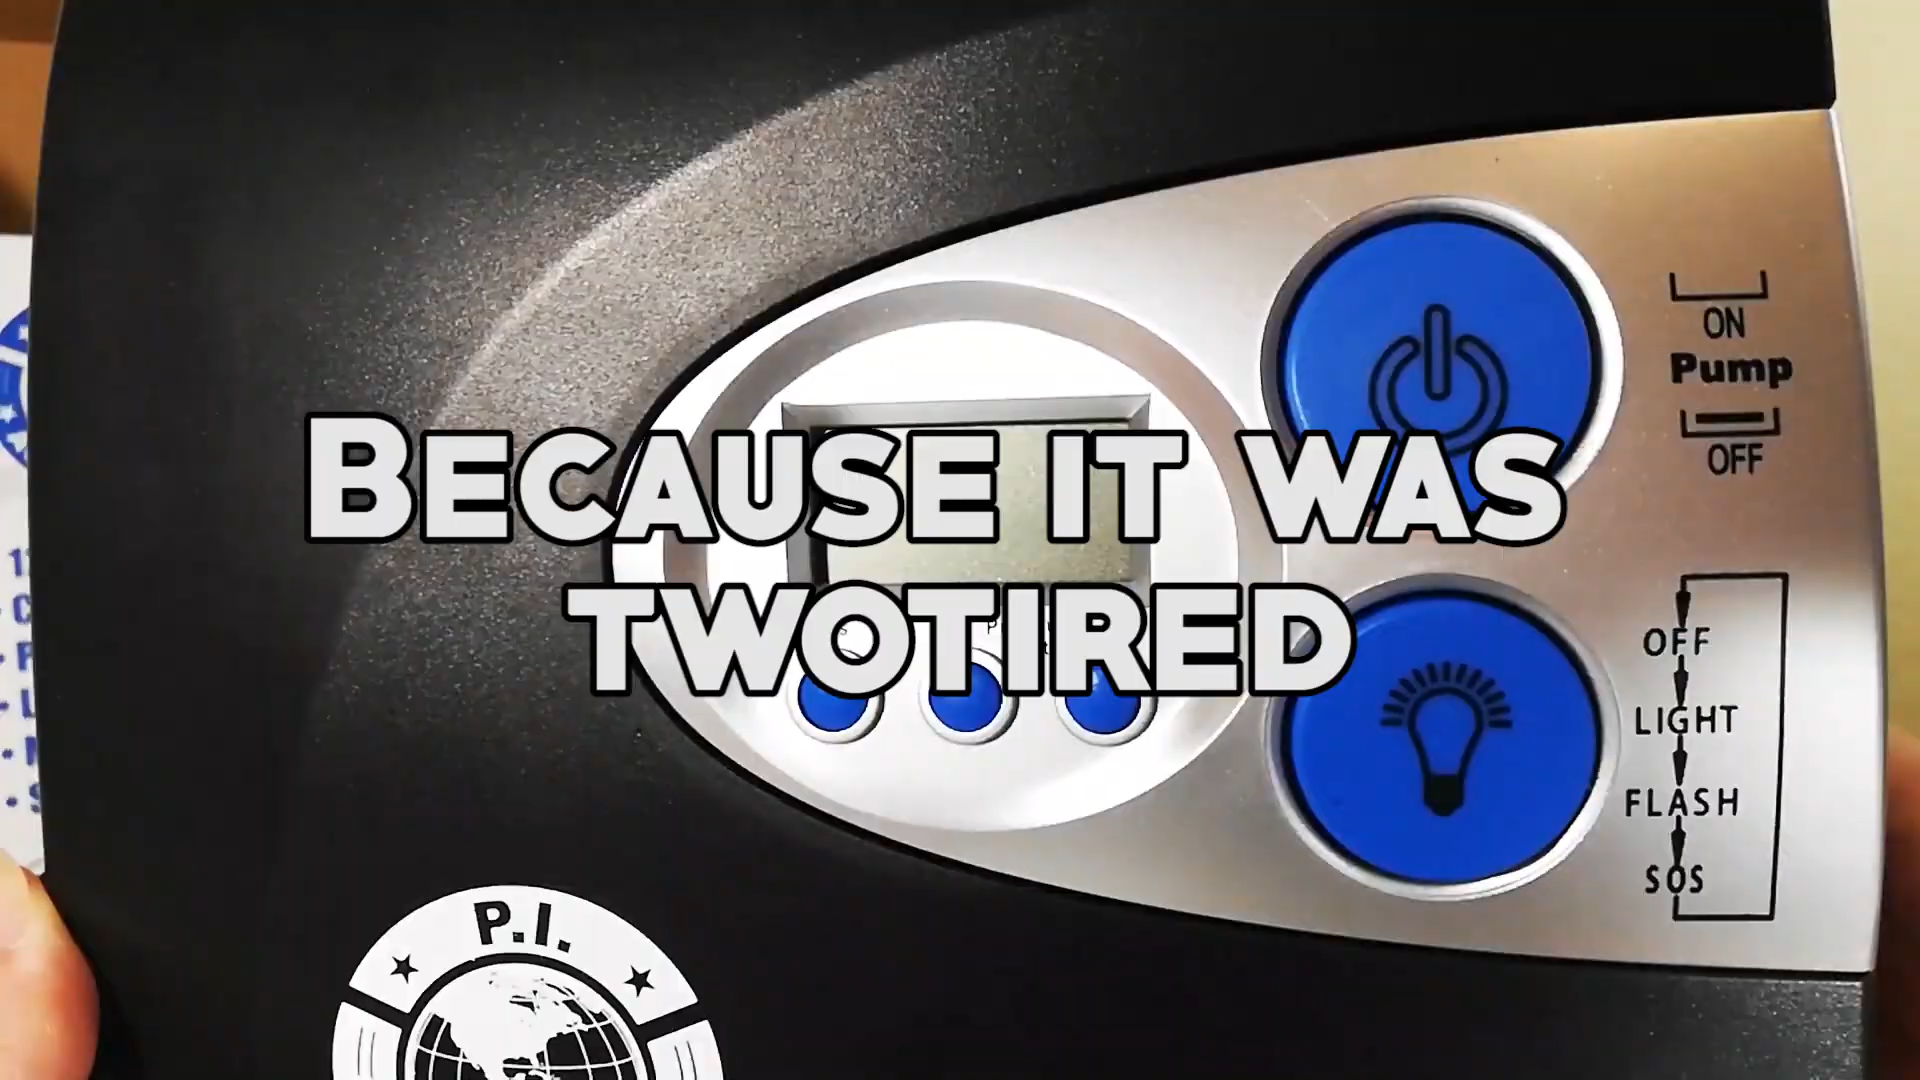 BECAUSE IT WAS
TWOTIRED
ON
Pump
OFF
OFF
LIGHT
FLASH
SOS
P.I.